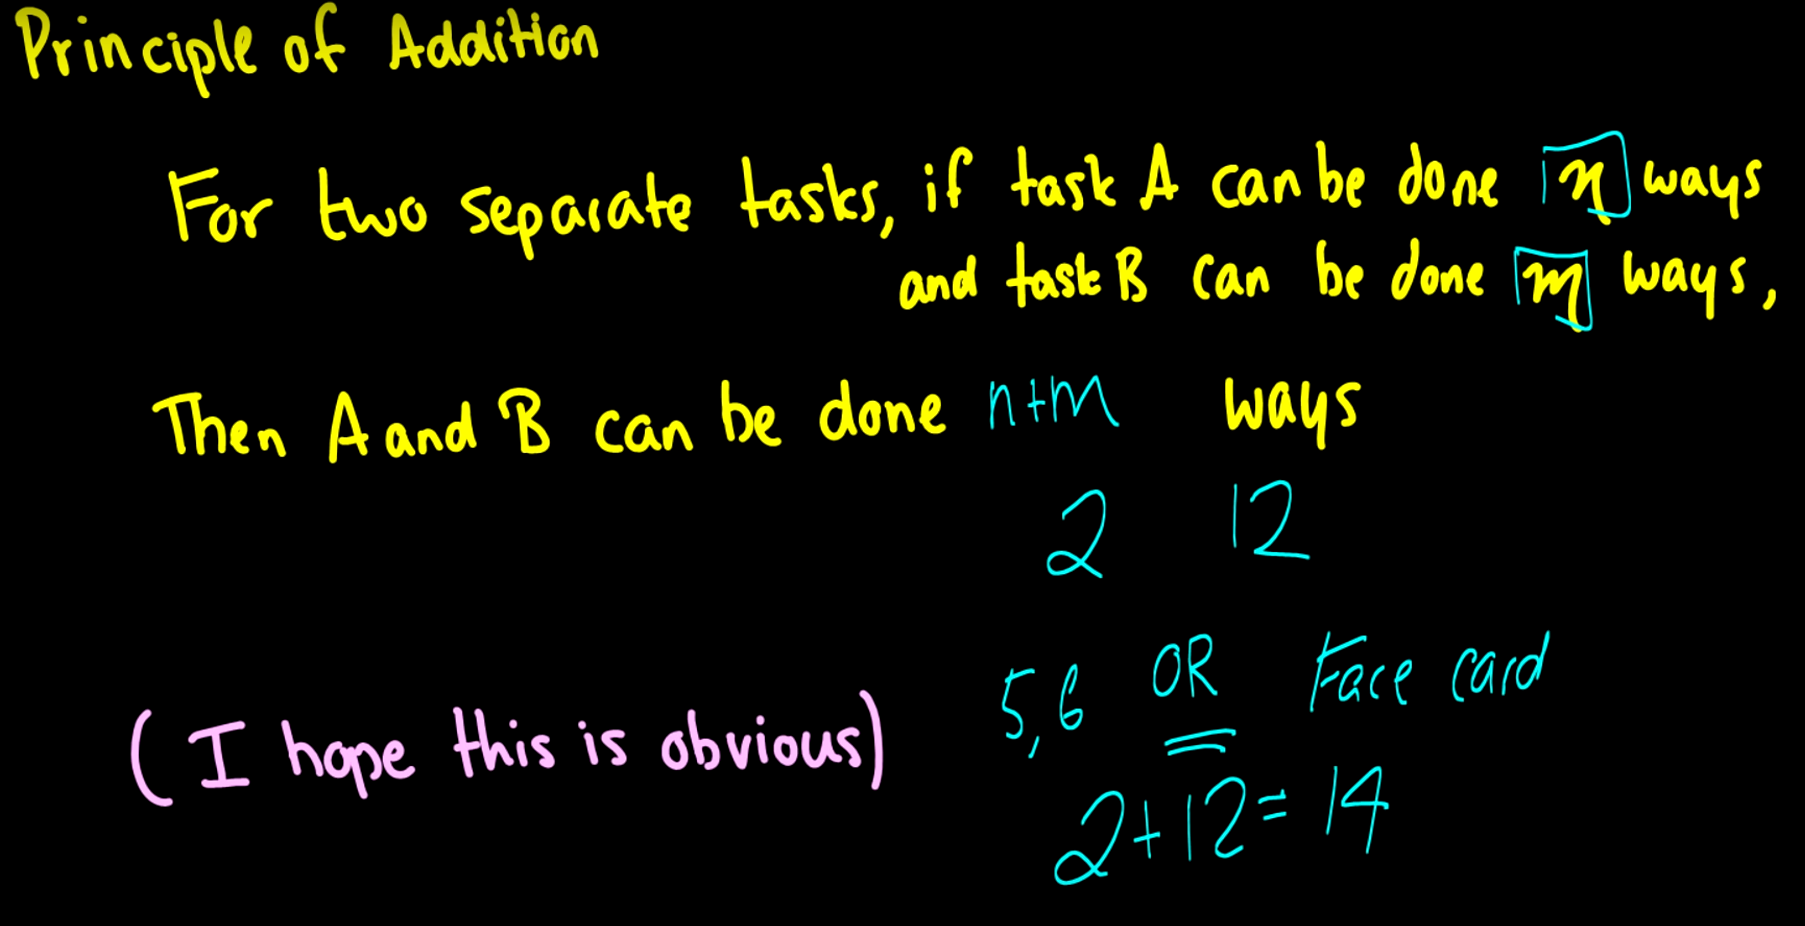 Principle of Addition
For two separate tasks, if task A can be done n ways
and task B can be done m ways,
Then A and B can be done n+m ways
2 12
5,6 OR Face card
(I hope this is obvious)
2+12=14